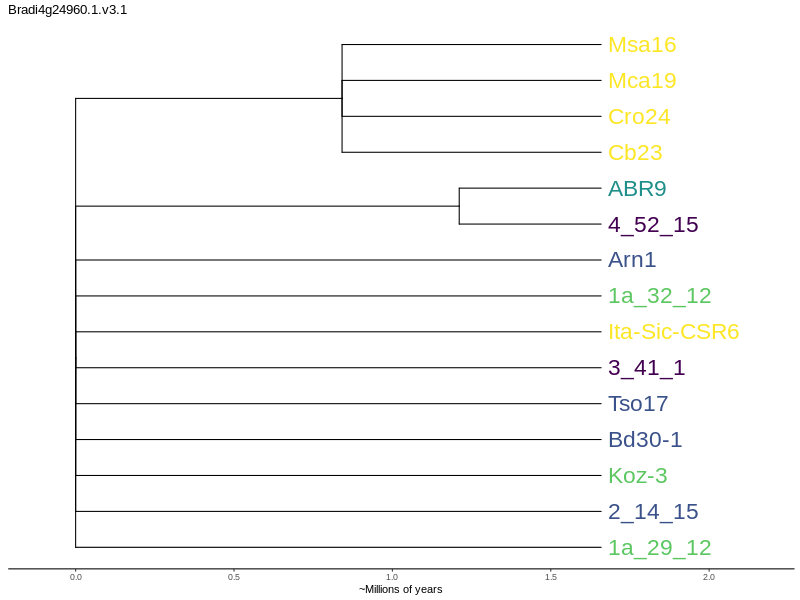 Bradi4g24960.1.v3.1
Msa16
Mca19
Cro24
Cb23
ABR9
4_52_15
Arn1
1a_32_12
Ita-Sic-CSR6
3_41_1
Tso17
Bd30-1
Koz-3
2_14_15
1a_29_12
0.0 0.5 1.0 1.5 2.0
~Millions of years